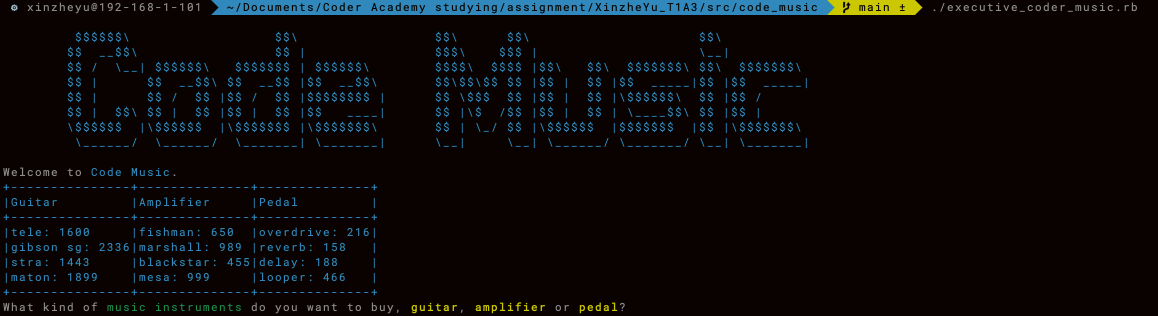 xinzheyu@192-168-1-101 ~/Documents/Coder Academy studying/assignment/XinzheYu_T1A3/src/code_music main ± ./executive_coder_music.rb
Code Music
Welcome to Code Music.
+---------------+--------------+--------------+
|Guitar |Amplifier |Pedal |
+---------------+--------------+--------------+
|tele: 1600 |fishman: 650 |overdrive: 216|
|gibson sg: 2336|marshall: 989 |reverb: 158 |
|stra: 1443 |blackstar: 455|delay: 188 |
|maton: 1899 |mesa: 999 |looper: 466 |
+---------------+--------------+--------------+
What kind of music instruments do you want to buy, guitar, amplifier or pedal?